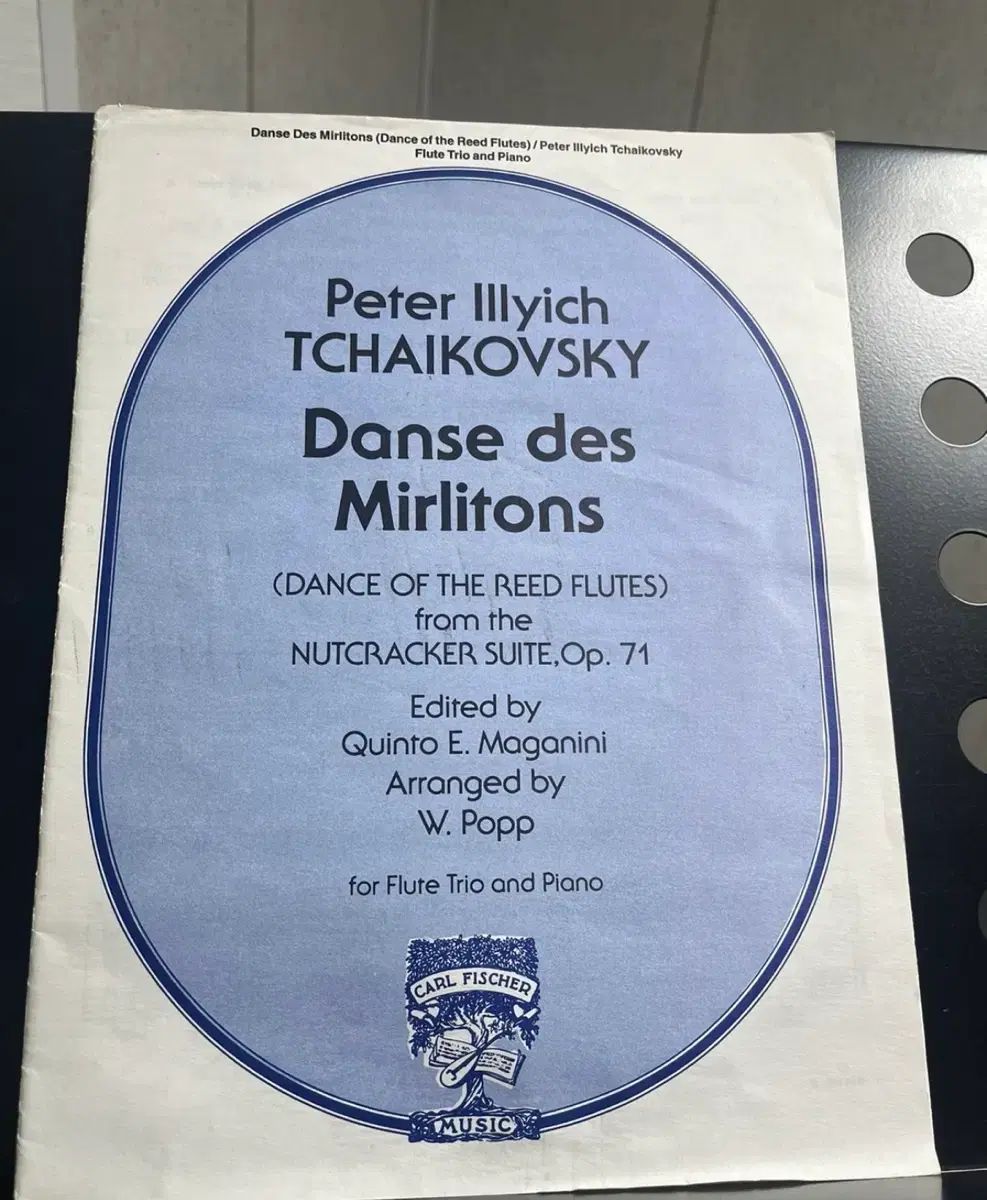 Danse Des Mirlitons (Dance of the Reed Flutes) / Peter Illyich Tchaikovsky
Flute Trio and Piano
Peter Illyich
TCHAIKOVSKY
Danse des
Mirlitons
(DANCE OF THE REED FLUTES)
from the
NUTCRACKER SUITE,Op. 71
Edited by
Quinto E. Maganini
Arranged by
W. Popp
for Flute Trio and Piano
CARL FISCHER
MUSIC